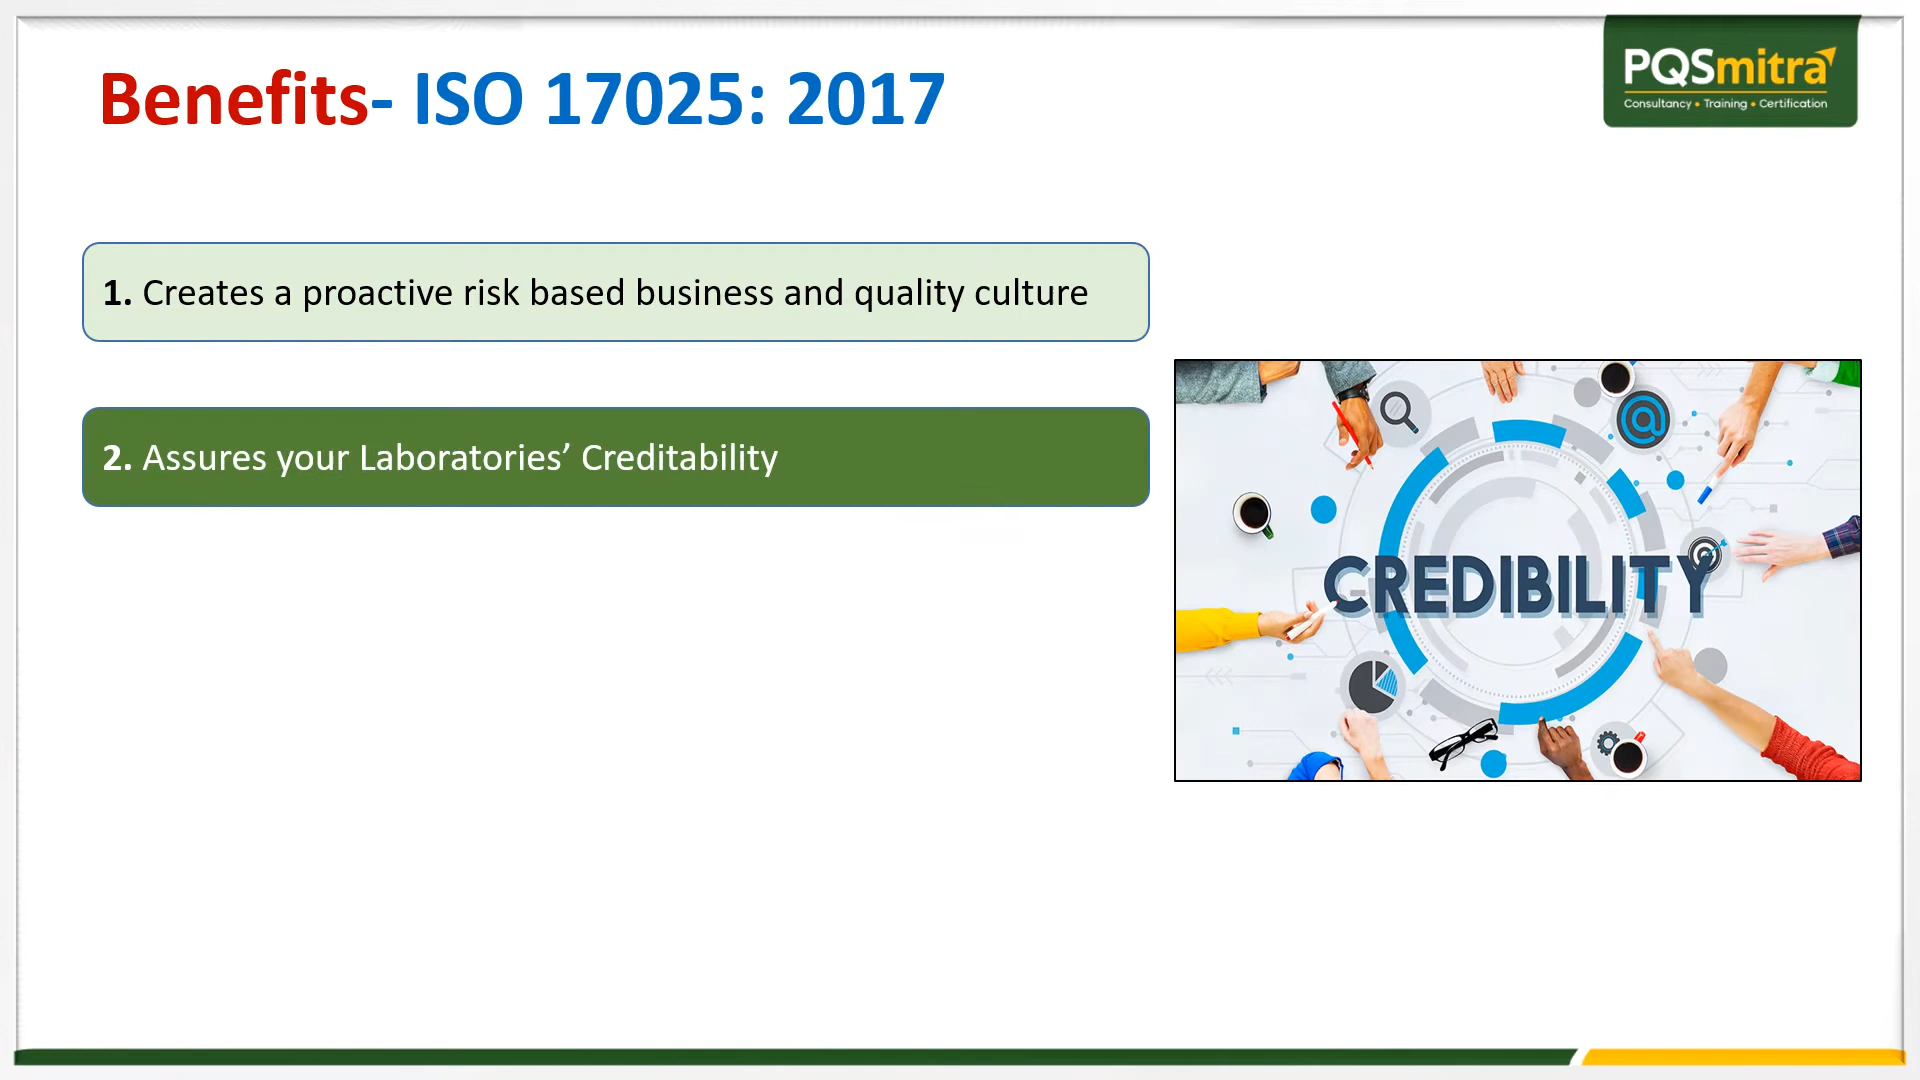 Benefits- ISO 17025: 2017
PQSmitra
Consultancy • Training • Certification
1. Creates a proactive risk based business and quality culture
2. Assures your Laboratories’ Creditability
@
CREDIBILITY